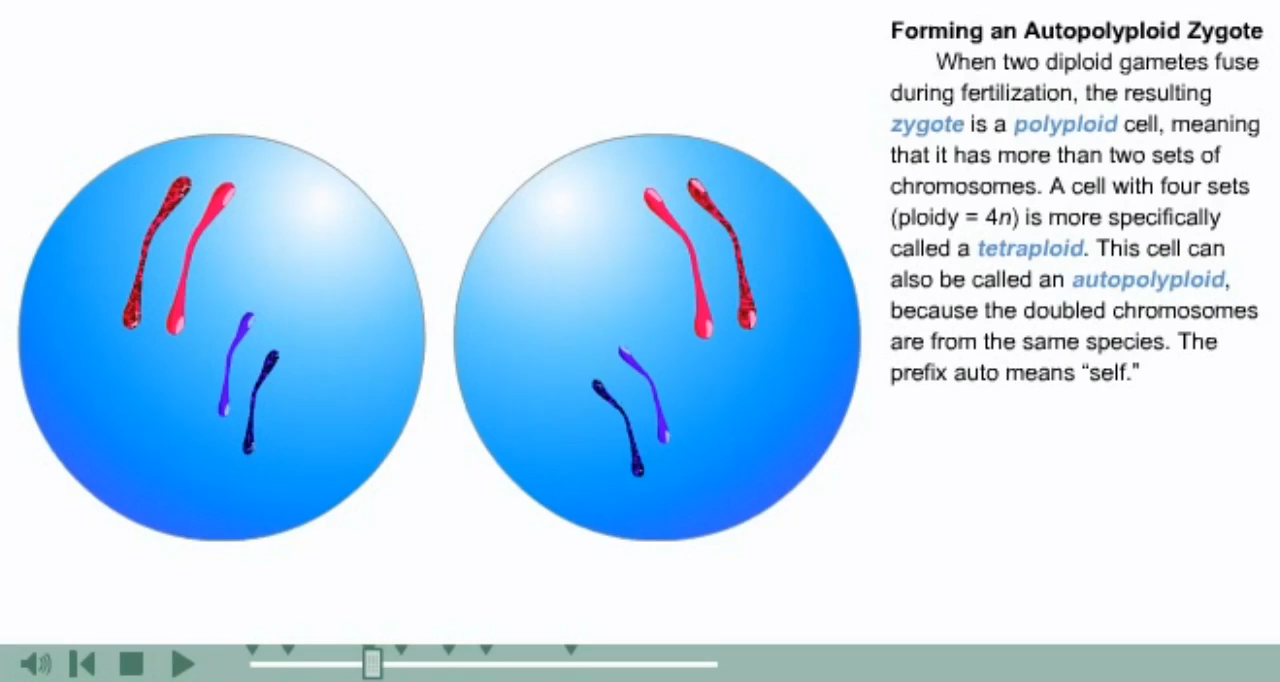 Forming an Autopolyploid Zygote
When two diploid gametes fuse
during fertilization, the resulting
zygote is a polyploid cell, meaning
that it has more than two sets of
chromosomes. A cell with four sets
(ploidy = 4n) is more specifically
called a tetraploid. This cell can
also be called an autopolyploid,
because the doubled chromosomes
are from the same species. The
prefix auto means “self.”